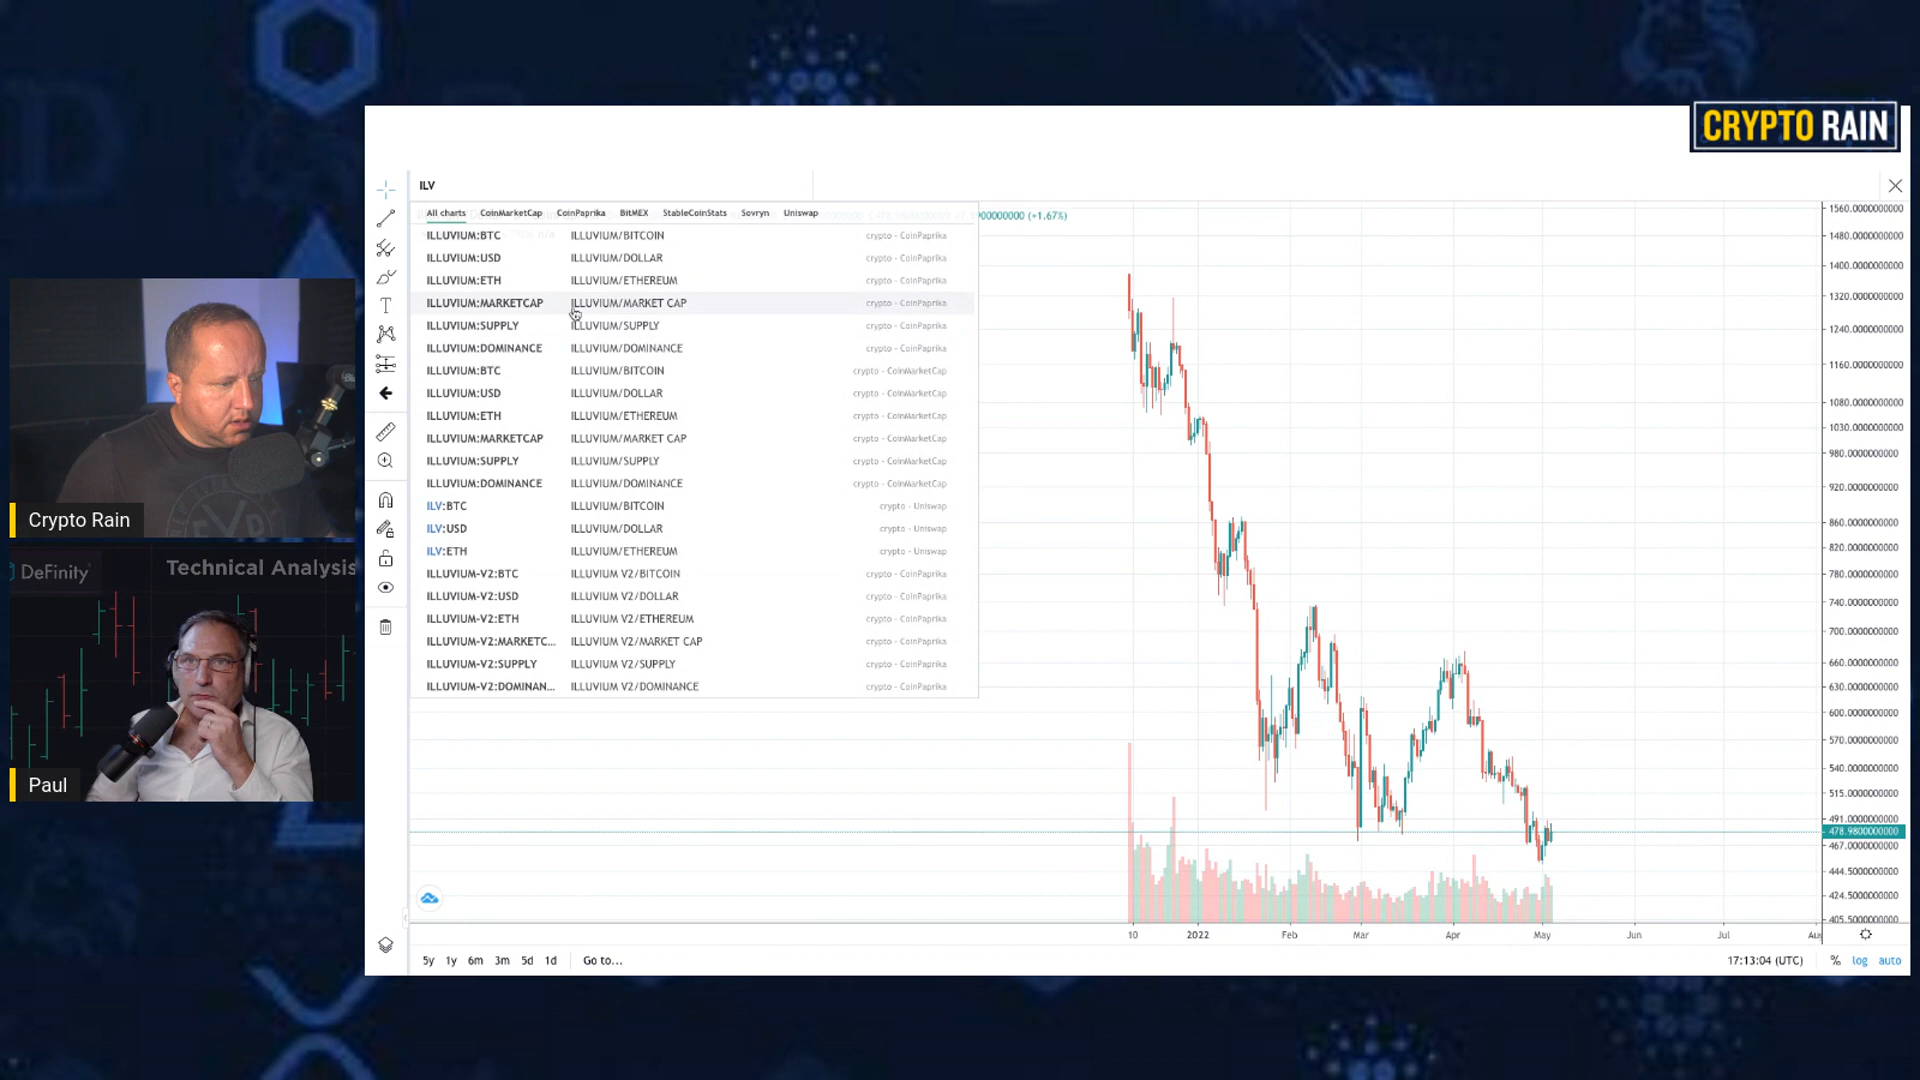 CRYPTO RAIN
ILV
All charts CoinMarketCap CoinPaprika BitMEX StableCoinStats Sovryn Uniswap
(+1.67%)
ILLUVIUM:BTC ILLUVIUM/BITCOIN crypto - CoinPaprika
ILLUVIUM:USD ILLUVIUM/DOLLAR crypto - CoinPaprika
ILLUVIUM:ETH ILLUVIUM/ETHEREUM crypto - CoinPaprika
ILLUVIUM:MARKETCAP ILLUVIUM/MARKET CAP crypto - CoinPaprika
ILLUVIUM:SUPPLY ILLUVIUM/SUPPLY crypto - CoinPaprika
ILLUVIUM:DOMINANCE ILLUVIUM/DOMINANCE crypto - CoinPaprika
ILLUVIUM:BTC ILLUVIUM/BITCOIN crypto - CoinMarketCap
ILLUVIUM:USD ILLUVIUM/DOLLAR crypto - CoinMarketCap
ILLUVIUM:ETH ILLUVIUM/ETHEREUM crypto - CoinMarketCap
ILLUVIUM:MARKETCAP ILLUVIUM/MARKET CAP crypto - CoinMarketCap
ILLUVIUM:SUPPLY ILLUVIUM/SUPPLY crypto - CoinMarketCap
ILLUVIUM:DOMINANCE ILLUVIUM/DOMINANCE crypto - CoinMarketCap
ILV:BTC ILLUVIUM/BITCOIN crypto - Uniswap
ILV:USD ILLUVIUM/DOLLAR crypto - Uniswap
ILV:ETH ILLUVIUM/ETHEREUM crypto - Uniswap
ILLUVIUM-V2:BTC ILLUVIUM V2/BITCOIN crypto - CoinPaprika
ILLUVIUM-V2:USD ILLUVIUM V2/DOLLAR crypto - CoinPaprika
ILLUVIUM-V2:ETH ILLUVIUM V2/ETHEREUM crypto - CoinPaprika
ILLUVIUM-V2:MARKETC... ILLUVIUM V2/MARKET CAP crypto - CoinPaprika
ILLUVIUM-V2:SUPPLY ILLUVIUM V2/SUPPLY crypto - CoinPaprika
ILLUVIUM-V2:DOMINAN... ILLUVIUM V2/DOMINANCE crypto - CoinPaprika
1560.0000000000
1480.0000000000
1400.0000000000
1320.0000000000
1240.0000000000
1160.0000000000
1080.0000000000
1030.0000000000
980.0000000000
920.0000000000
860.0000000000
820.0000000000
780.0000000000
740.0000000000
700.0000000000
660.0000000000
630.0000000000
600.0000000000
570.0000000000
540.0000000000
515.0000000000
491.0000000000
478.9800000000
467.0000000000
444.5000000000
424.5000000000
405.5000000000
10 2022 Feb Mar Apr May Jun Jul
5y 1y 6m 3m 5d 1d Go to... 17:13:04 (UTC) % log auto
Crypto Rain
DeFinity Technical Analysis
Paul